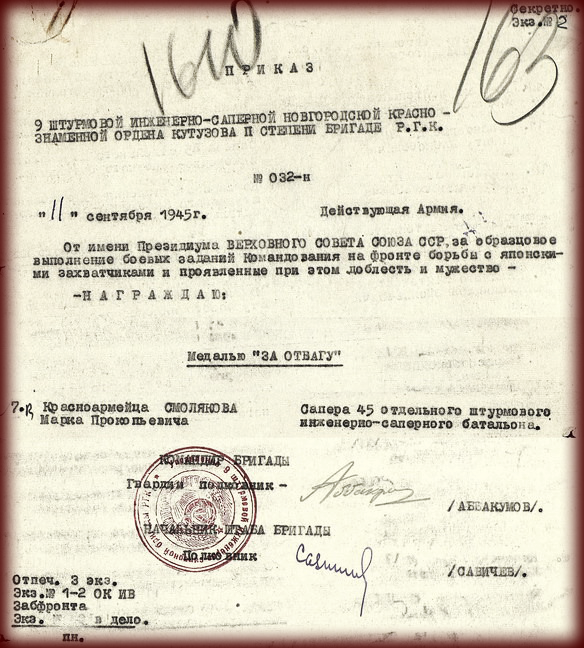 Секретно.
Экз.№ 2
1610
163
П Р И К А З
9 ШТУРМОВОЙ ИНЖЕНЕРНО-САПЕРНОЙ НОВГОРОДСКОЙ КРАСНО-
ЗНАМЕННОЙ ОРДЕНА КУТУЗОВА П СТЕПЕНИ БРИГАДЕ Р.Г.К.
№ 032-н
"11" сентября 1945г. Действующая Армия.
От имени Президиума ВЕРХОВНОГО СОВЕТА СОЮЗА ССР, за образцовое
выполнение боевых заданий Командования на фронте борьбы с японски-
ми захватчиками и проявленные при этом доблесть и мужество -
-Н А Г Р А Ж Д А Ю:
Медалью "ЗА ОТВАГУ"
7. Красноармейца СМОЛЯКОВА Сапера 45 отдельного штурмового
Марка Прокопьевича инженерно-саперного батальона.
КОМАНДИР БРИГАДЫ
Гвардии полковник - /АББАКУМОВ/.
НАЧАЛЬНИК ШТАБА БРИГАДЫ
Полковник /САВИЧЕВ/.
Отпеч. 3 экз.
Экз.№ 1-2 ОК ИВ
Забфронта
Экз. № в дело.
пн.